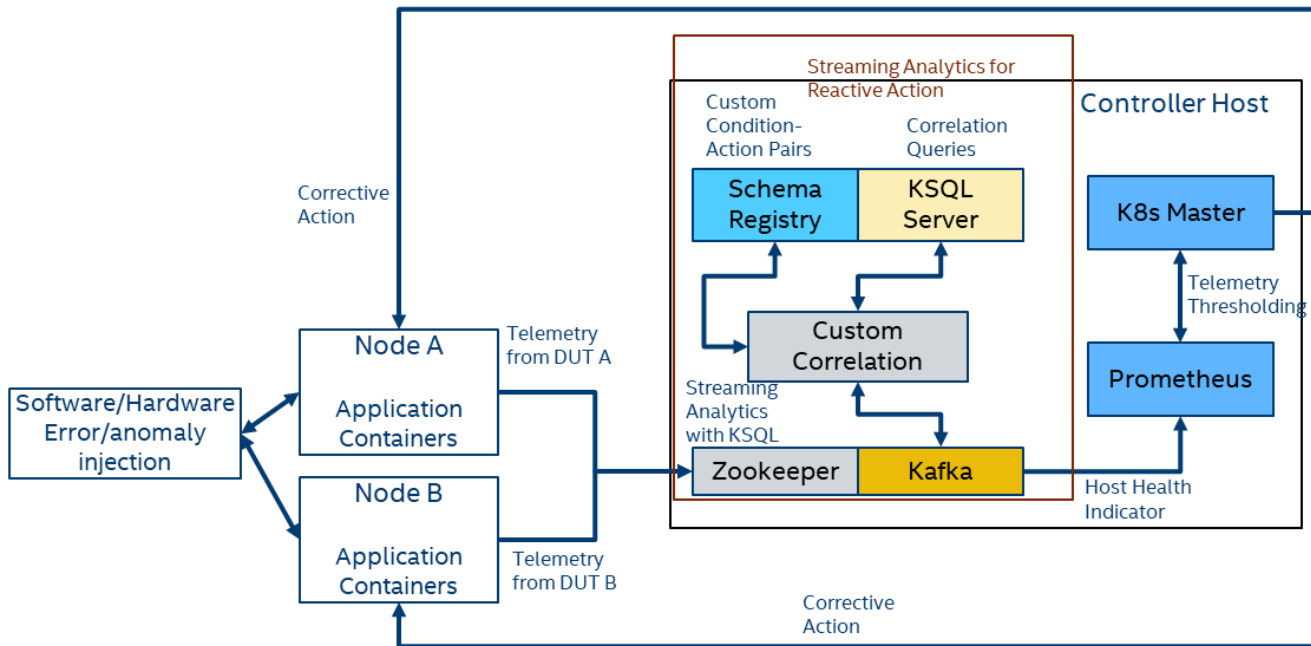 Streaming Analytics for
Reactive Action
Custom
Condition-
Action Pairs
Correlation
Queries
Controller Host
Corrective
Action
Schema
Registry
KSQL
Server
K8s Master
Telemetry
Thresholding
Node A
Application
Containers
Telemetry
from DUT A
Custom
Correlation
Prometheus
Software/Hardware
Error/anomaly
injection
Streaming
Analytics
with KSQL
Zookeeper
Kafka
Host Health
Indicator
Node B
Application
Containers
Telemetry
from DUT B
Corrective
Action